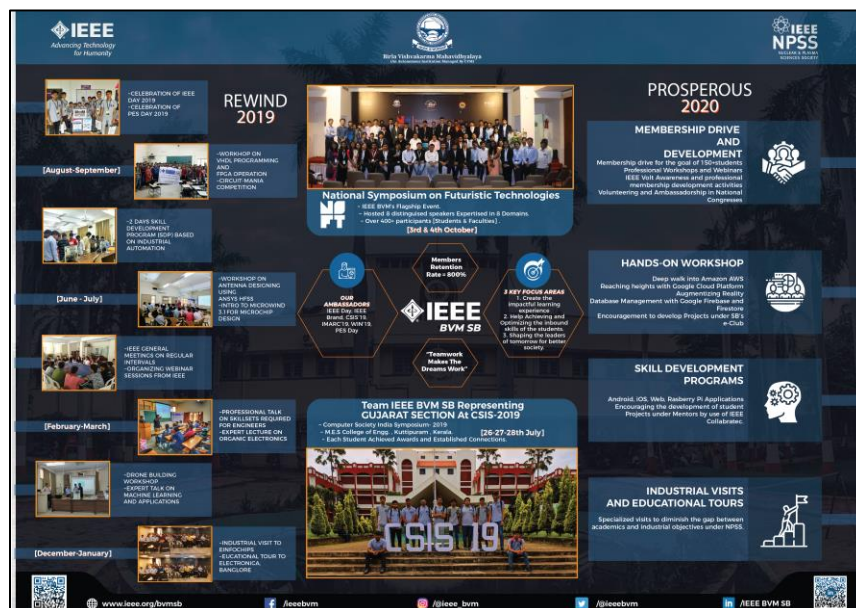 IEEE
Advancing Technology
for Humanity
Birla Vishvakarma Mahavidyalaya
(An Autonomous Institution Managed By CVM)
IEEE
NPSS
NUCLEAR & PLASMA
SCIENCES SOCIETY
REWIND
2019
-CELEBRATION OF IEEE
DAY 2019
-CELEBRATION OF
PES DAY 2019
[August-September]
-WORKHOP ON
VHDL PROGRAMMING
AND
FPGA OPERATION
-CIRCUIT-MANIA
COMPETITION
-2 DAYS SKILL
DEVELOPMENT
PROGRAM (SDP) BASED
ON INDUSTRIAL
AUTOMATION
[June - July]
-WORKSHOP ON
ANTENNA DESIGNING
USING
ANSYS HFSS
-INTRO TO MICROWIND
3.1 FOR MICROCHIP
DESIGN
-IEEE GENERAL
MEETINGS ON REGULAR
INTERVALS
-ORGANIZING WEBINAR
SESSIONS FROM IEEE
[February-March]
-PROFESSIONAL TALK
ON SKILLSETS REQUIRED
FOR ENGINEERS
-EXPERT LECTURE ON
ORGANIC ELECTRONICS
-DRONE BUILDING
WORKSHOP
-EXPERT TALK ON
MACHINE LEARNING
AND APPLICATIONS
[December-January]
-INDUSTRIAL VISIT TO
EINFOCHIPS
-EUCATIONAL TOUR TO
ELECTRONICA,
BANGLORE
National Symposium on Futuristic Technologies
NSFT
- IEEE BVM's Flagship Event.
- Hosted 8 distinguished speakers Expertised in 8 Domains.
- Over 400+ participants [Students & Faculties] .
[3rd & 4th October]
OUR
AMBASSADORS
IEEE Day, IEEE
Brand, CSIS'19,
IMARC'19, WIN'19,
PES Day
Members
Retention
Rate = 800%
IEEE
BVM SB
"Teamwork
Makes The
Dreams Work"
3 KEY FOCUS AREAS
1. Create the
impactful learning
experience
2. Help Achieving and
Optimizing the inbound
skills of the students.
3. Shaping the leaders
of tomorrow for better
society.
Team IEEE BVM SB Representing
GUJARAT SECTION At CSIS-2019
- Computer Society India Symposium- 2019
- M.E.S College of Engg., Kuttipuram, Kerala.
- Each Student Achieved Awards and Established Connections.
[26-27-28th July]
CSIS 19
PROSPEROUS
2020
MEMBERSHIP DRIVE
AND
DEVELOPMENT
Membership drive for the goal of 150+students
Professional Workshops and Webinars
IEEE Volt Awareness and professional
membership development activities
Volunteering and Ambassadorship in National
Congresses
HANDS-ON WORKSHOP
Deep walk into Amazon AWS
Reaching heights with Google Cloud Platform
Augmentizing Reality
Database Management with Google Firebase and
Firestore
Encouragement to develop Projects under SB's
e-Club
SKILL DEVELOPMENT
PROGRAMS
Android, iOS, Web, Rasberry Pi Applications
Encouraging the development of student
Projects under Mentors by use of IEEE
Collabratec.
INDUSTRIAL VISITS
AND EDUCATIONAL TOURS
Specialized visits to diminish the gap between
academics and industrial objectives under NPSS.
www.ieee.org/bvmsb
/ieeebvm
/@ieee_bvm
/@ieeebvm
/IEEE BVM SB